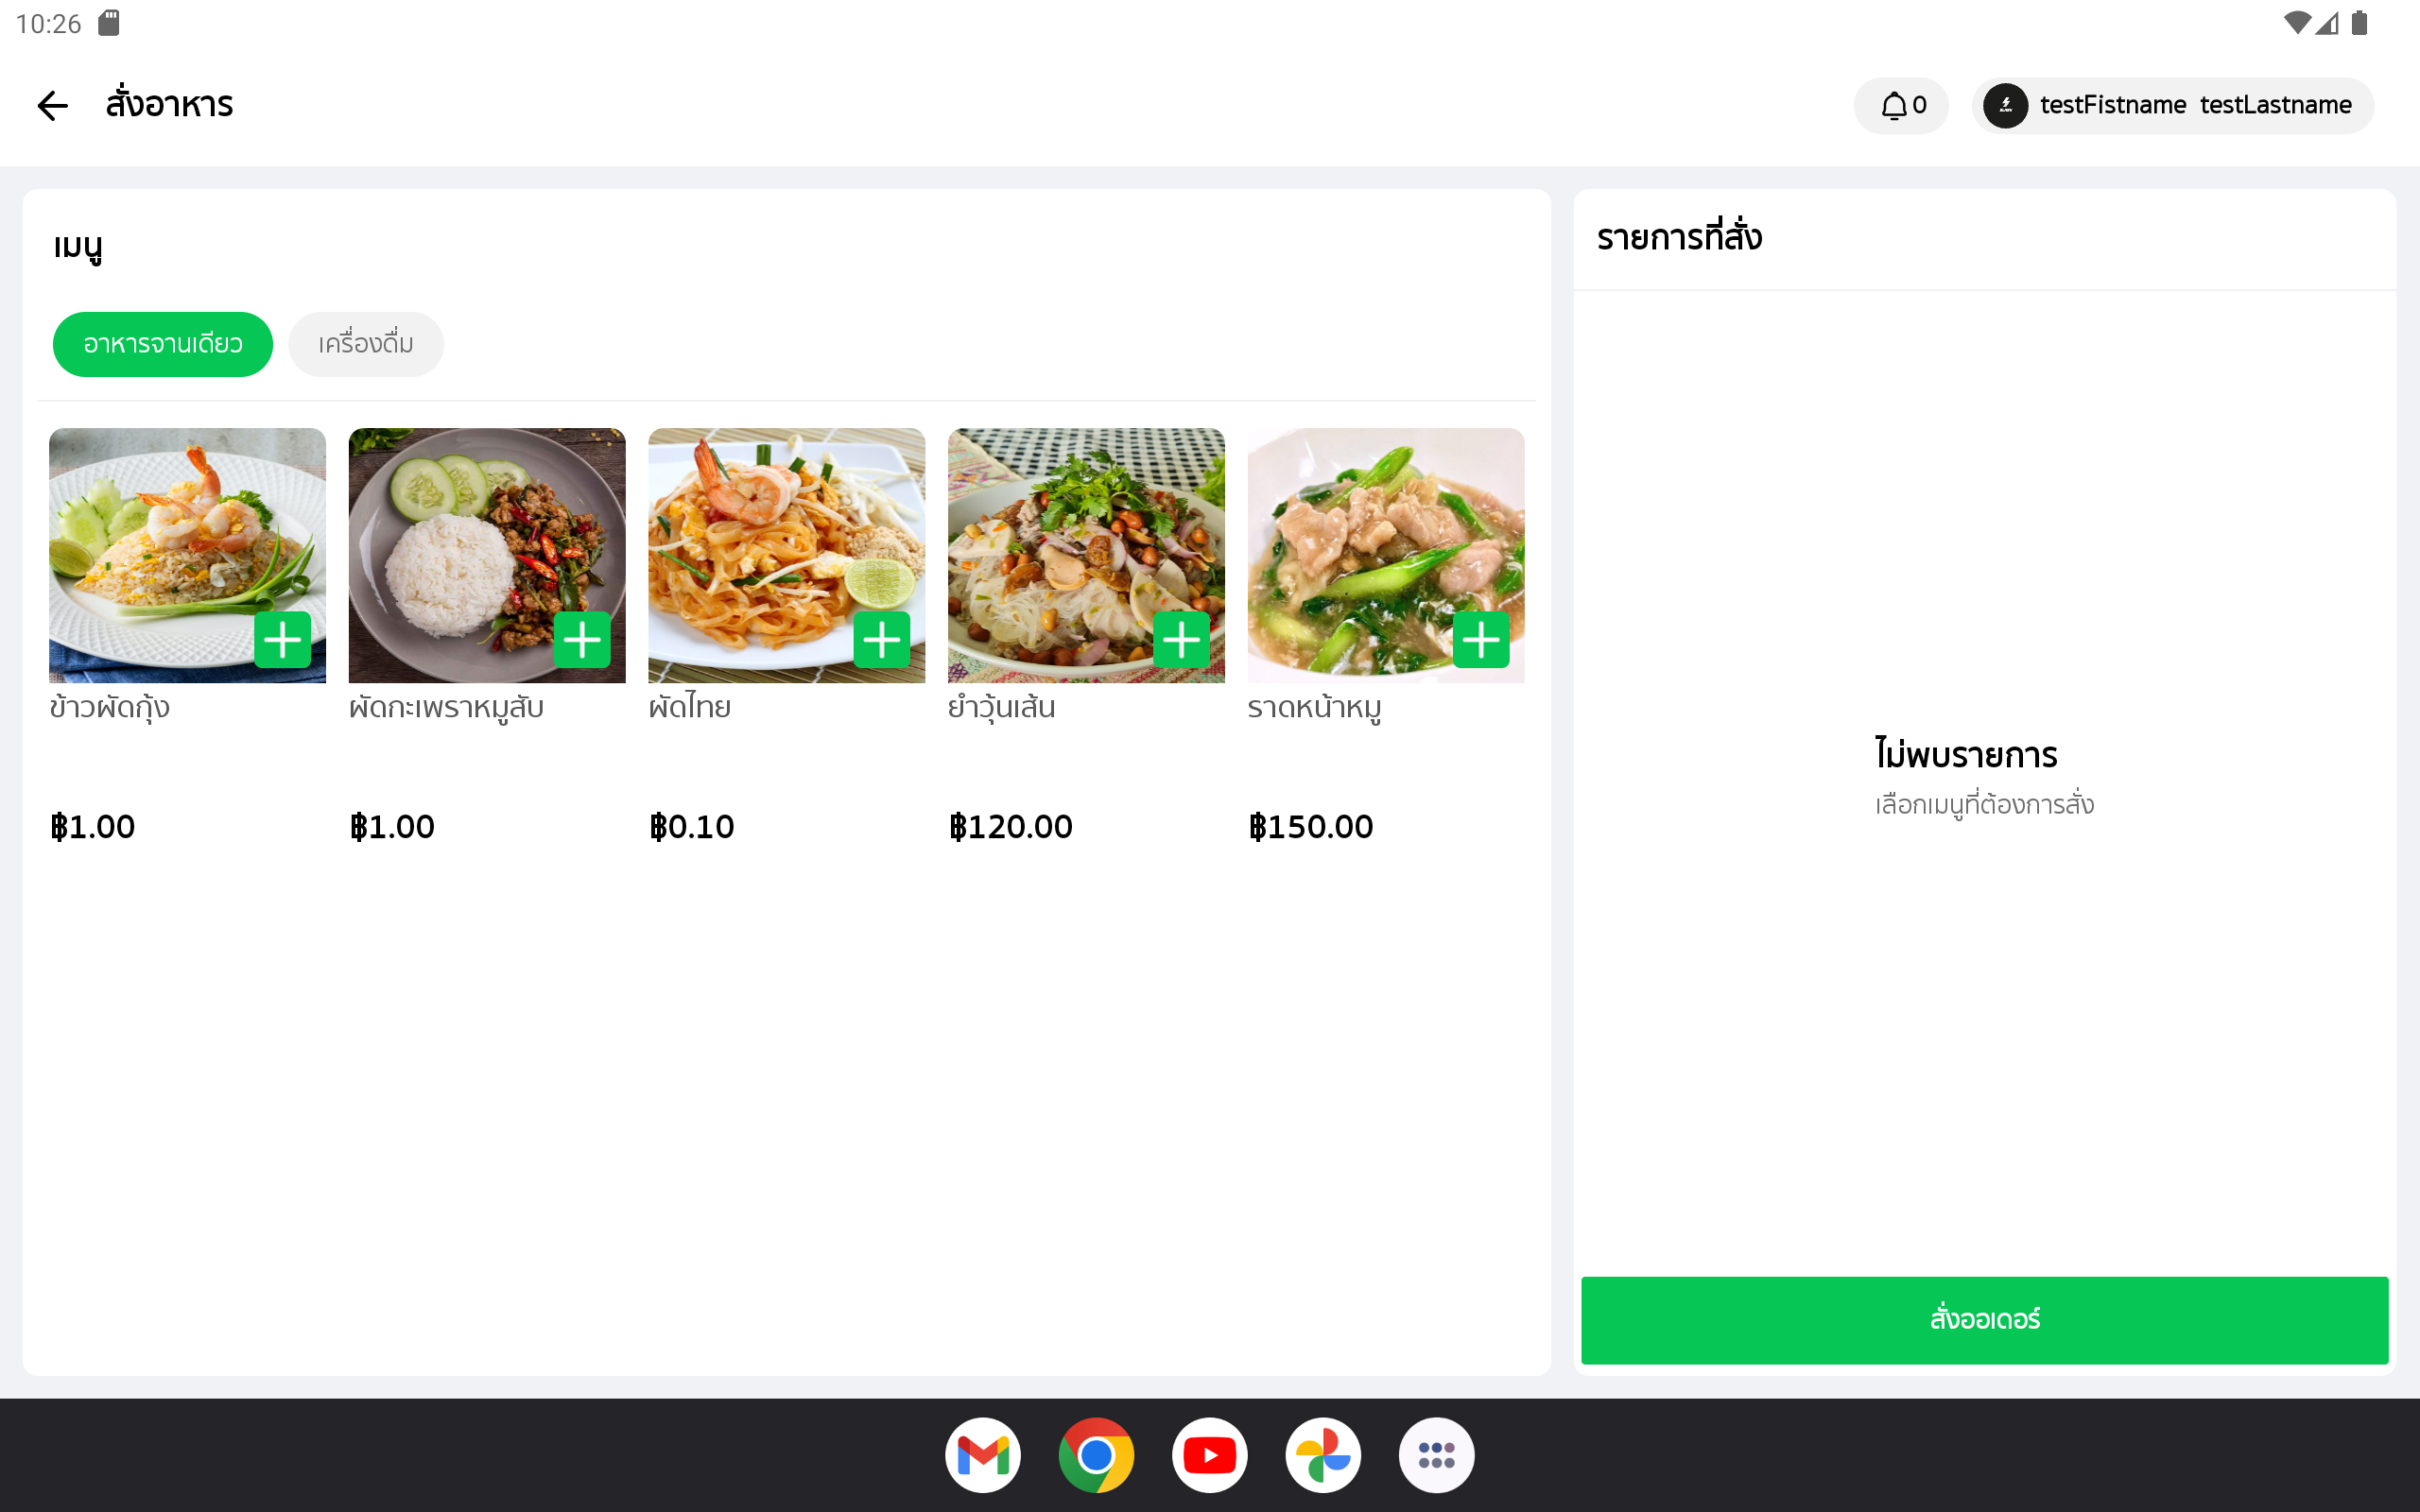 10:26
สั่งอาหาร
0
testFistname testLastname
เมนู
อาหารจานเดียว
เครื่องดื่ม
ข้าวผัดกุ้ง
ผัดกะเพราหมูสับ
ผัดไทย
ยำวุ้นเส้น
ราดหน้าหมู
฿1.00
฿1.00
฿0.10
฿120.00
฿150.00
รายการที่สั่ง
ไม่พบรายการ
เลือกเมนูที่ต้องการสั่ง
สั่งออเดอร์